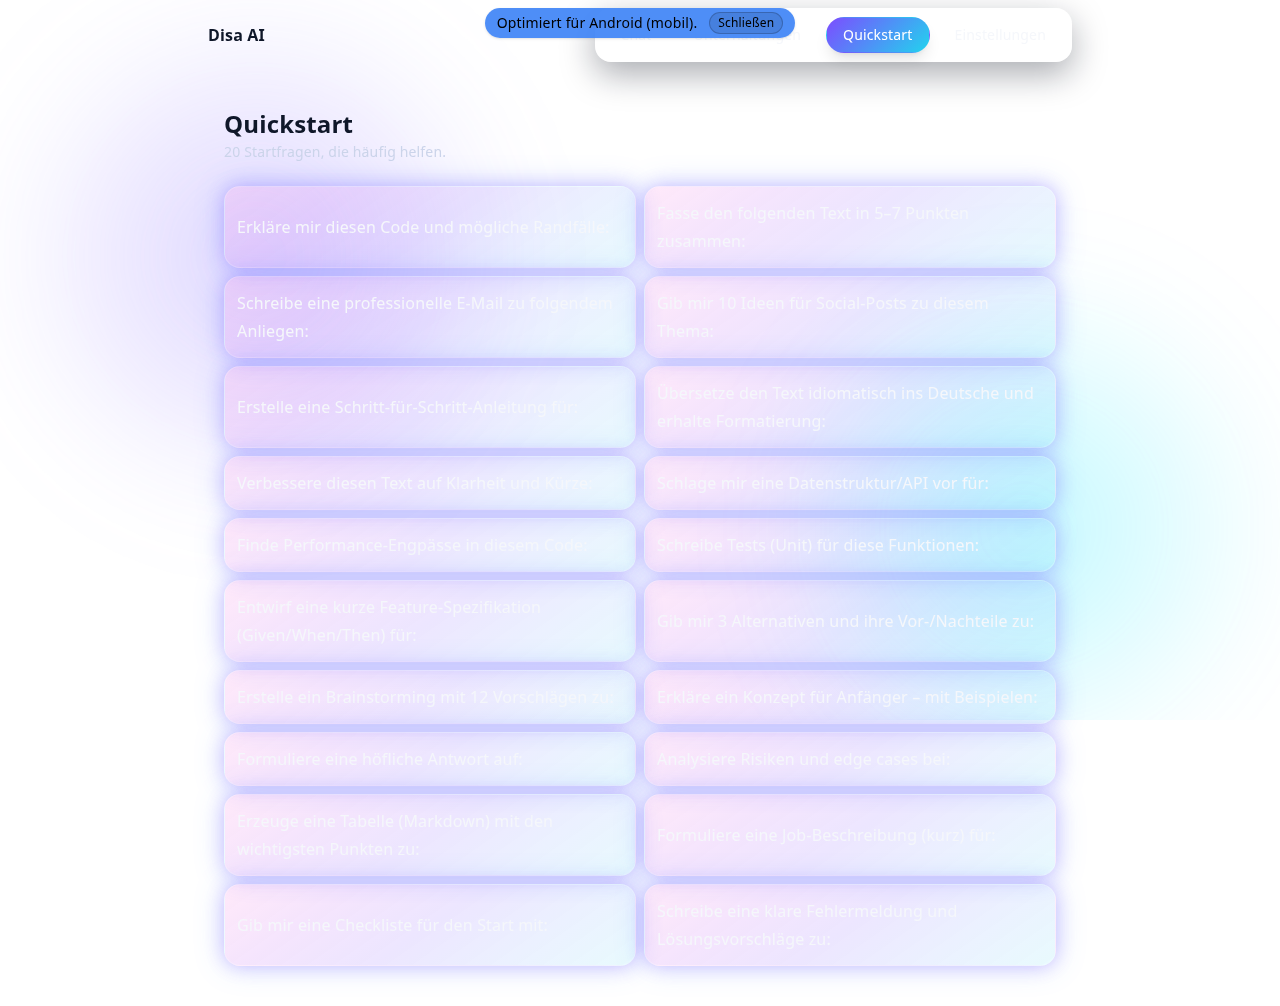 Disa AI
Optimiert für Android (mobil).
Schließen
Quickstart
Einstellungen
Quickstart
20 Startfragen, die häufig helfen.
Erkläre mir diesen Code und mögliche Randfälle:
Fasse den folgenden Text in 5–7 Punkten
zusammen:
Schreibe eine professionelle E-Mail zu folgendem
Anliegen:
Gib mir 10 Ideen für Social-Posts zu diesem
Thema:
Erstelle eine Schritt-für-Schritt-Anleitung für:
Übersetze den Text idiomatisch ins Deutsche und
erhalte Formatierung:
Verbessere diesen Text auf Klarheit und Kürze:
Schlage mir eine Datenstruktur/API vor für:
Finde Performance-Engpässe in diesem Code:
Schreibe Tests (Unit) für diese Funktionen:
Entwirf eine kurze Feature-Spezifikation
(Given/When/Then) für:
Gib mir 3 Alternativen und ihre Vor-/Nachteile zu:
Erstelle ein Brainstorming mit 12 Vorschlägen für:
Erkläre ein Konzept für Anfänger – mit Beispielen:
Formuliere eine höfliche Antwort auf:
Analysiere Risiken und edge cases bei:
Erzeuge eine Tabelle (Markdown) mit den
wichtigsten Punkten zu:
Formuliere eine Job-Beschreibung (kurz) für:
Gib mir eine Checkliste für den Start mit:
Schreibe eine klare Fehlermeldung und
Lösungsvorschläge zu: